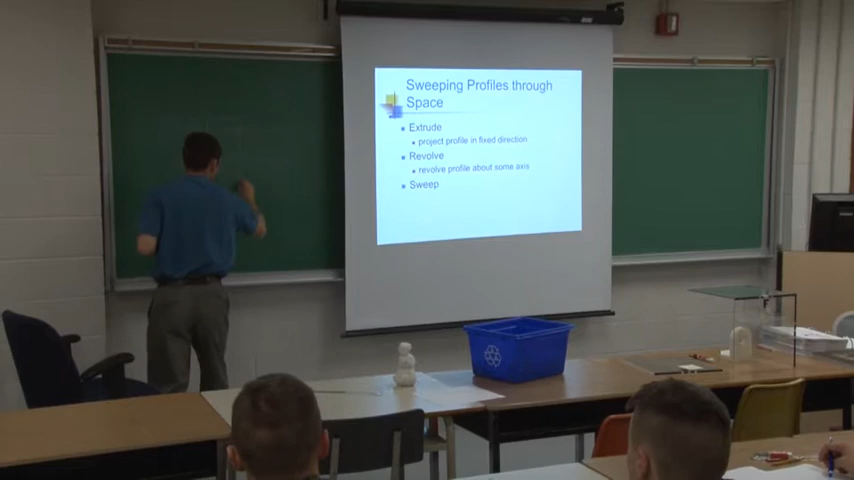 Sweeping Profiles through
Space
Extrude
project profile in fixed direction
Revolve
revolve profile about some axis
Sweep